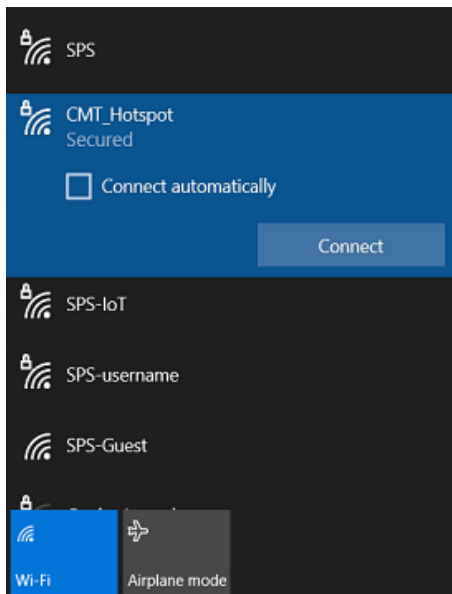 SPS
CMT_Hotspot
Secured
Connect automatically
Connect
SPS-IoT
SPS-username
SPS-Guest
Wi-Fi
Airplane mode